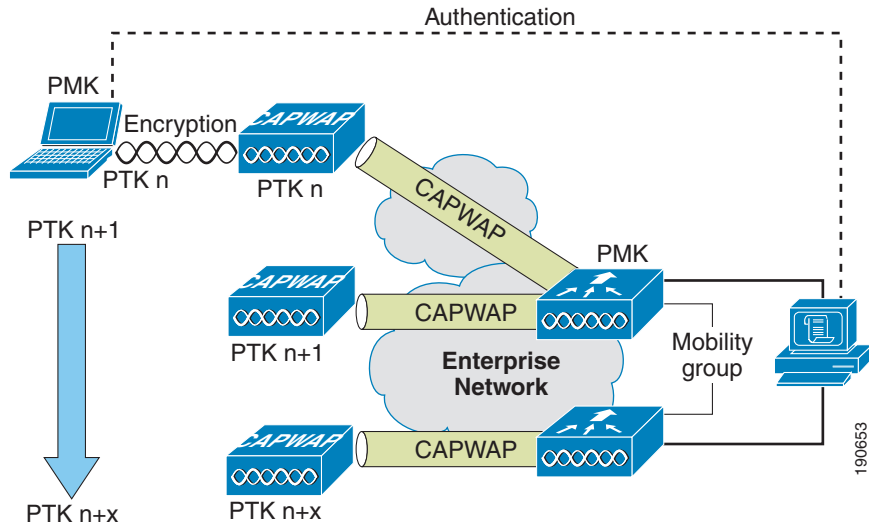 Authentication
PMK
Encryption
CAPWAP
PTK n
PTK n
CAPWAP
PTK n+1
PMK
CAPWAP
CAPWAP
PTK n+1
Enterprise
Network
Mobility
group
CAPWAP
CAPWAP
PTK n+x
PTK n+x
190653